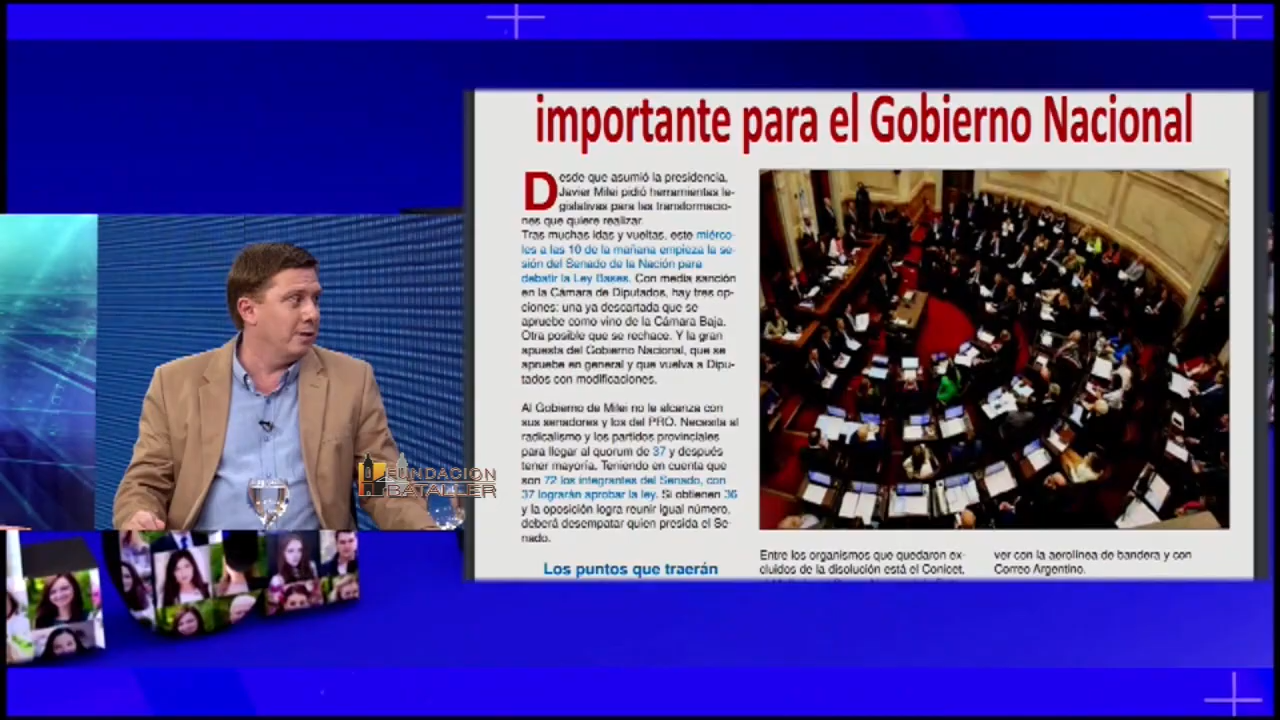 importante para el Gobierno Nacional
Desde que asumió la presidencia,
Javier Milei pidió herramientas le-
gislativas para las transformacio-
nes que quiere realizar.
Tras muchas idas y vueltas, este miérco-
les a las 10 de la mañana empieza la se-
sión del Senado de la Nación para
debatir la Ley Bases. Con media sanción
en la Cámara de Diputados, hay tres op-
ciones: una ya descartada que se
apruebe como vino de la Cámara Baja.
Otra posible que se rechace. Y la gran
apuesta del Gobierno Nacional, que se
apruebe en general y que vuelva a Dipu-
tados con modificaciones.
Al Gobierno de Milei no le alcanza con
sus senadores y los del PRO. Necesita al
radicalismo y los partidos provinciales
para llegar al quorum de 37 y después
tener mayoría. Teniendo en cuenta que
son 72 los integrantes del Senado, con
37 lograrán aprobar la ley. Si obtienen 36
y la oposición logra reunir igual número,
deberá desempatar quien presida el Se-
nado.
Los puntos que traerán
Entre los organismos que quedaron ex-
cluidos de la disolución está el Conicet,
ver con la aerolínea de bandera y con
Correo Argentino.
FUNDACION
BATALLER